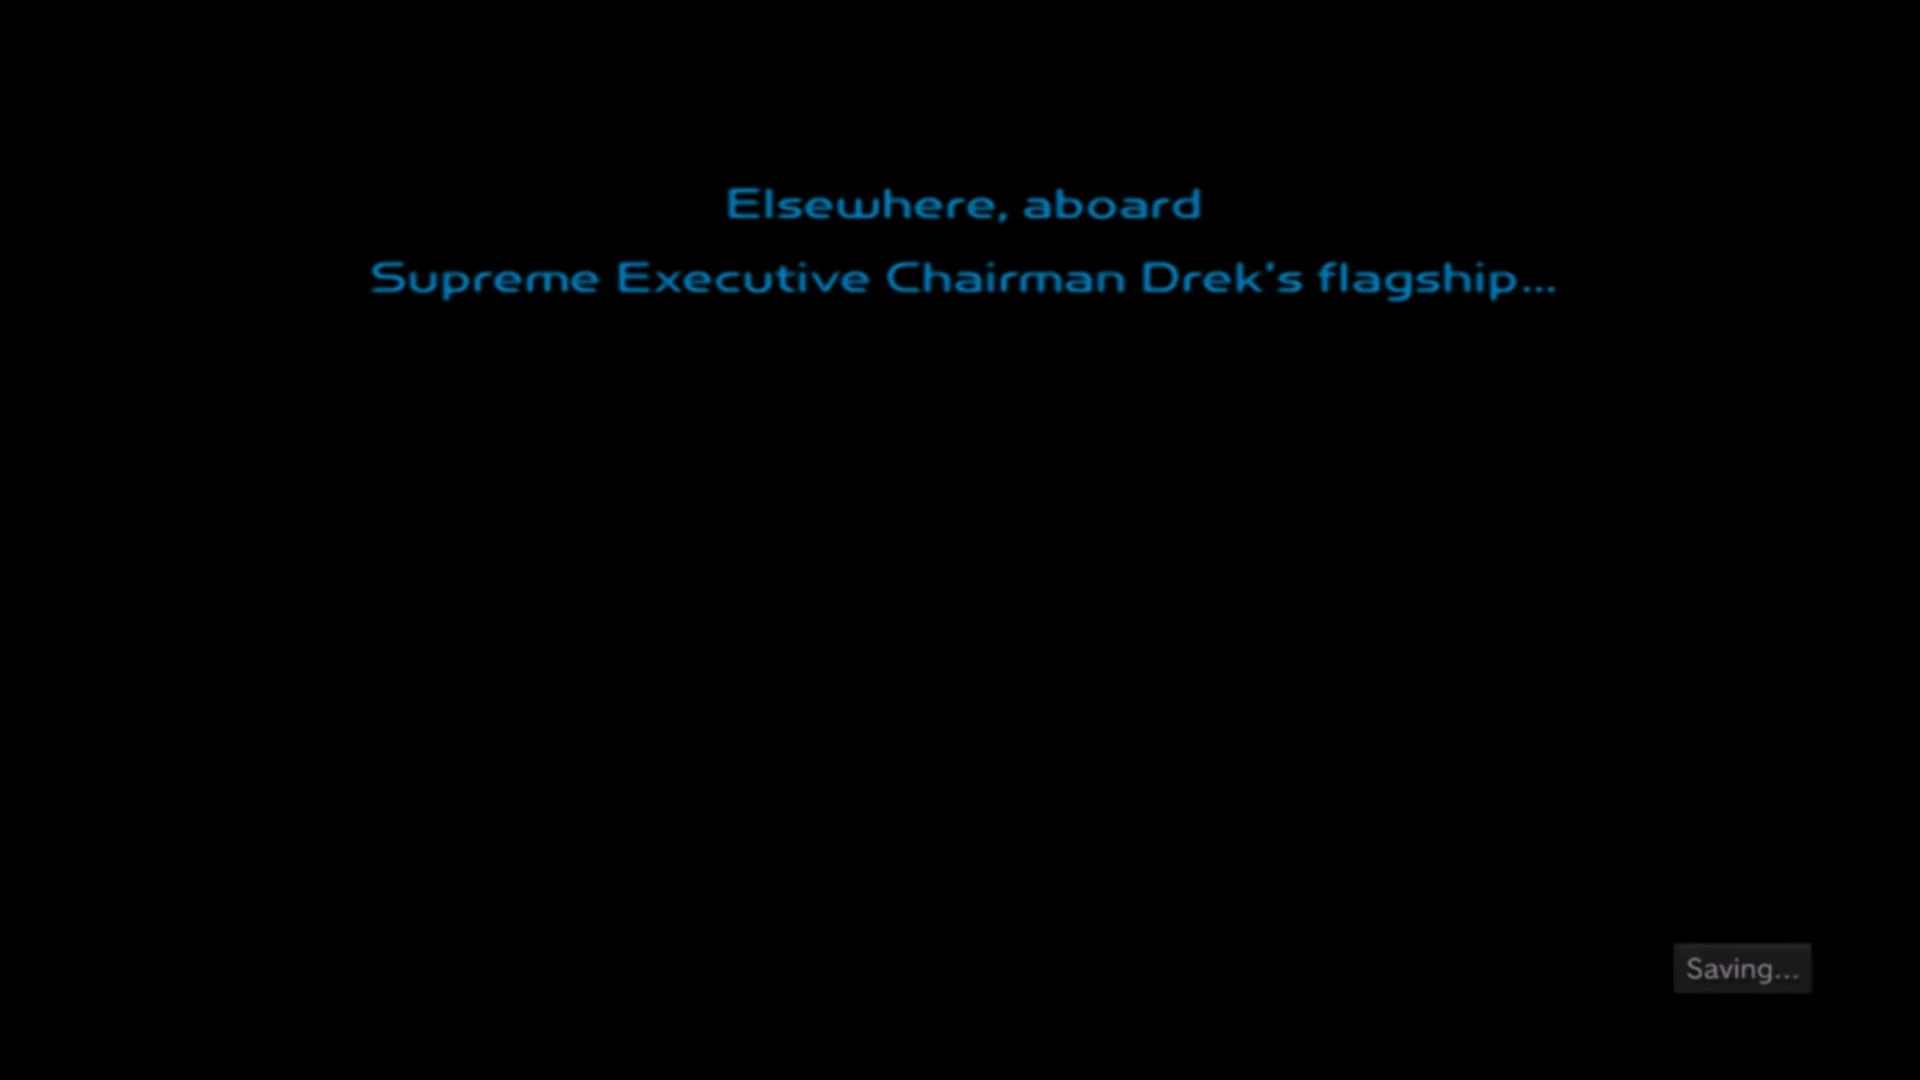 Elsewhere, aboard
Supreme Executive Chairman Drek's flagship...
Saving...